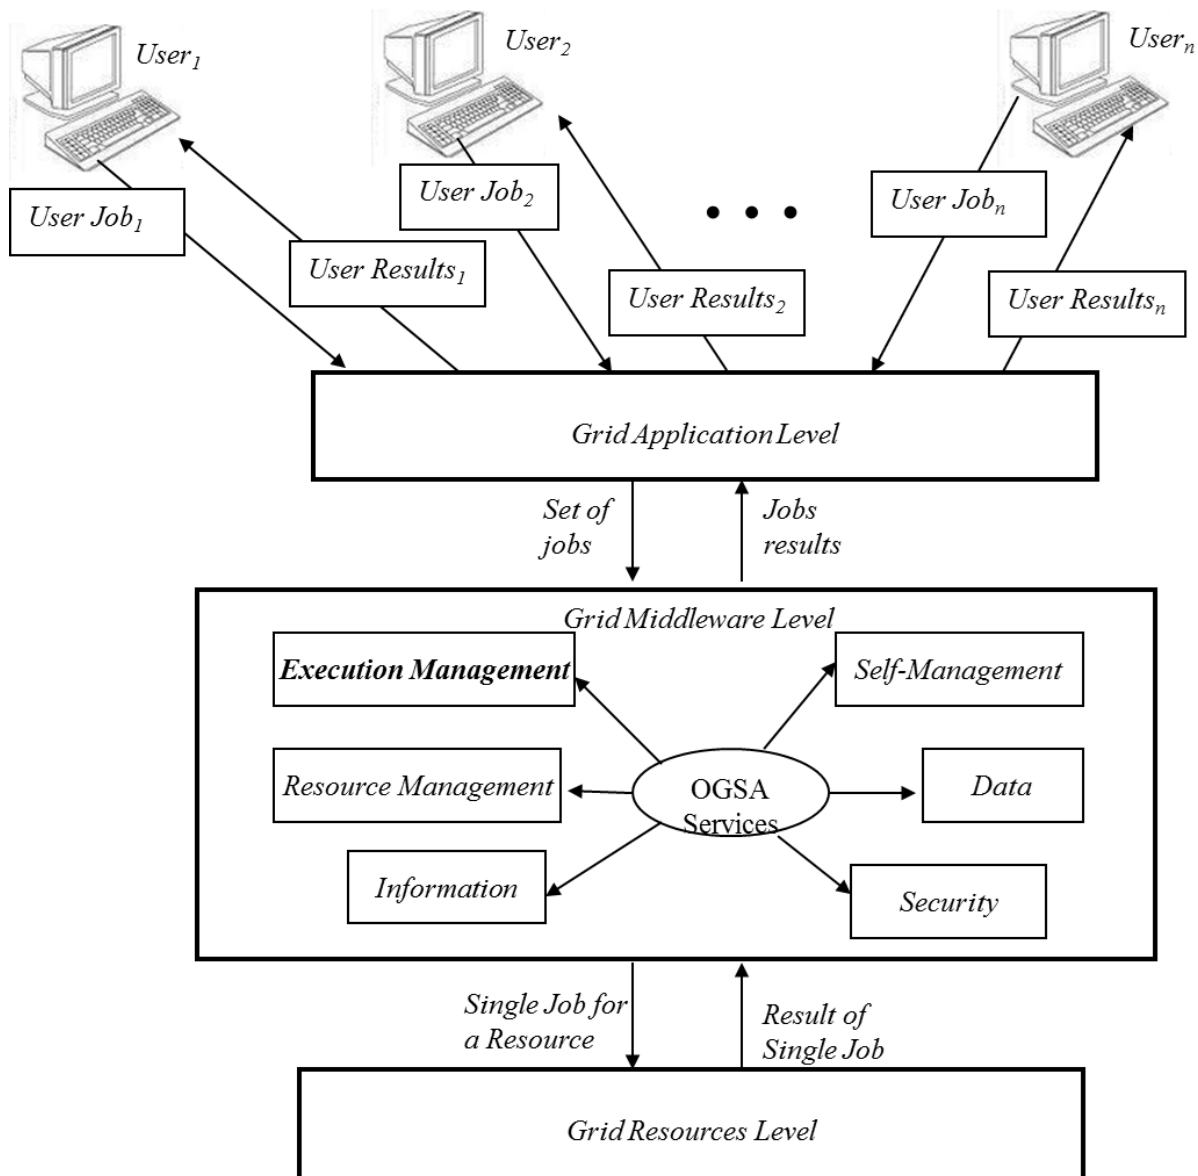 User1
User2
Usern
User Job1
User Job2
User Jobn
User Results1
User Results2
User Resultsn
Grid Application Level
Set of
jobs
Jobs
results
Grid Middleware Level
Execution Management
Self-Management
Resource Management
OGSA
Services
Data
Information
Security
Single Job for
a Resource
Result of
Single Job
Grid Resources Level